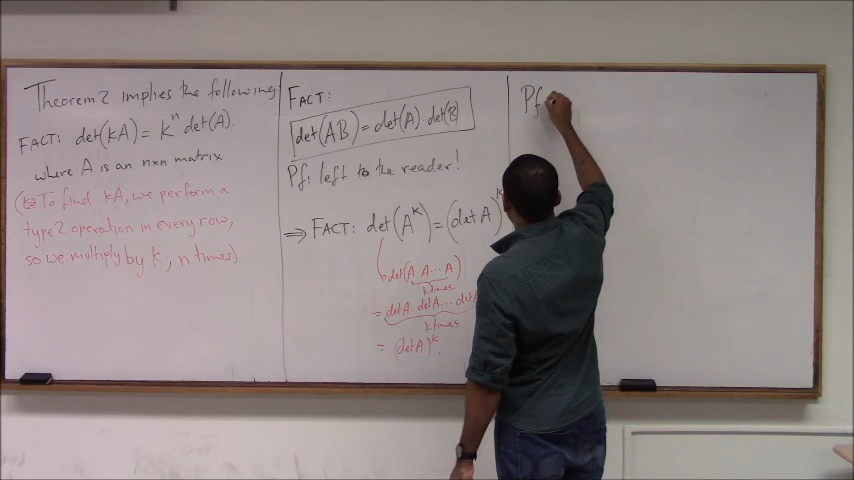 Theorem 2 implies the following:
FACT: det(kA) = k^n det(A).
where A is an n×n matrix.
(To find kA, we perform a
type 2 operation in every row,
so we multiply by k, n times).
FACT:
det(AB) = det(A)·det(B)
Pf: left to the reader!
⇒ FACT: det(A^k) = (det A)^k
det(A·A···A)
k times
= det A · det A ... det A
k times
= (det A)^k.
Pf